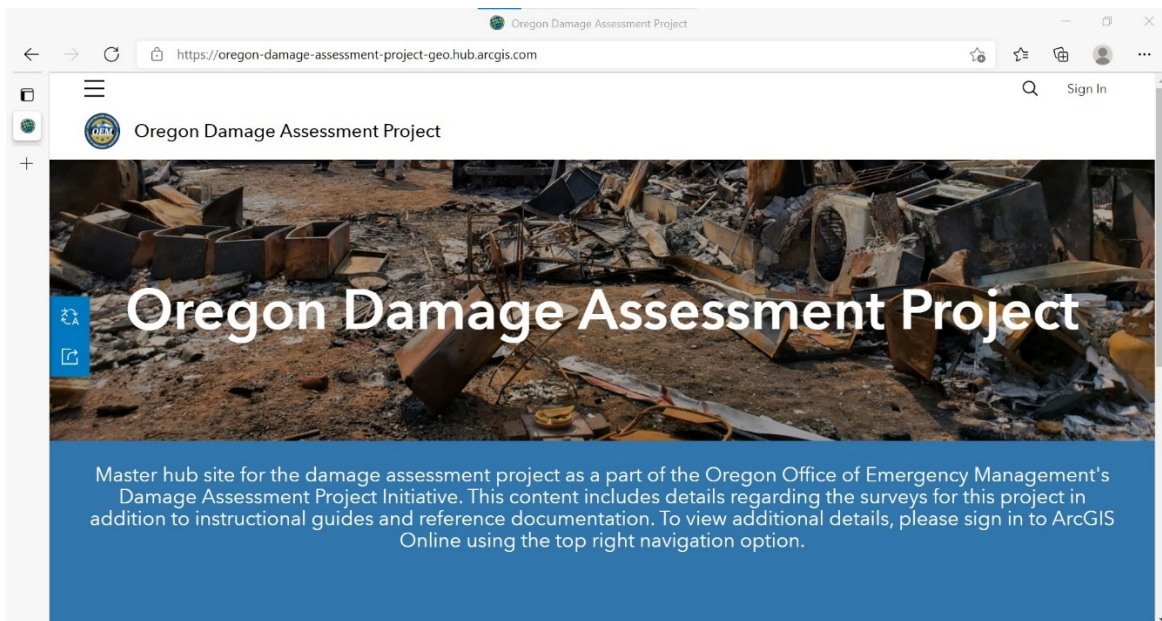 Oregon Damage Assessment Project
https://oregon-damage-assessment-project-geo.hub.arcgis.com
Sign In
OEM
Oregon Damage Assessment Project
Oregon Damage Assessment Project
Master hub site for the damage assessment project as a part of the Oregon Office of Emergency Management's
Damage Assessment Project Initiative. This content includes details regarding the surveys for this project in
addition to instructional guides and reference documentation. To view additional details, please sign in to ArcGIS
Online using the top right navigation option.